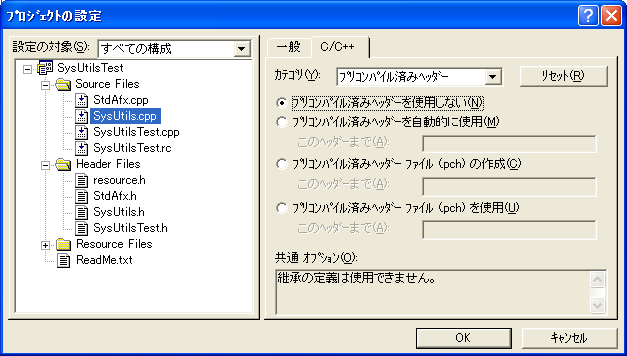 ﾌﾟﾛｼﾞｪｸﾄの設定
設定の対象(S):
すべての構成
SysUtilsTest
Source Files
StdAfx.cpp
SysUtils.cpp
SysUtilsTest.cpp
SysUtilsTest.rc
Header Files
resource.h
StdAfx.h
SysUtils.h
SysUtilsTest.h
Resource Files
ReadMe.txt
一般
C/C++
ｶﾃｺﾞﾘ(Y):
ﾌﾟﾘｺﾝﾊﾟｲﾙ済みﾍｯﾀﾞｰ
ﾘｾｯﾄ(R)
ﾌﾟﾘｺﾝﾊﾟｲﾙ済みﾍｯﾀﾞｰを使用しない(N)
ﾌﾟﾘｺﾝﾊﾟｲﾙ済みﾍｯﾀﾞｰを自動的に使用(M)
このﾍｯﾀﾞｰまで(A):
ﾌﾟﾘｺﾝﾊﾟｲﾙ済みﾍｯﾀﾞｰ ﾌｧｲﾙ (pch) の作成(C)
このﾍｯﾀﾞｰまで(A):
ﾌﾟﾘｺﾝﾊﾟｲﾙ済みﾍｯﾀﾞｰ ﾌｧｲﾙ (pch) を使用(U)
このﾍｯﾀﾞｰまで(A):
共通 ｵﾌﾟｼｮﾝ(O):
継承の定義は使用できません。
OK
ｷｬﾝｾﾙ